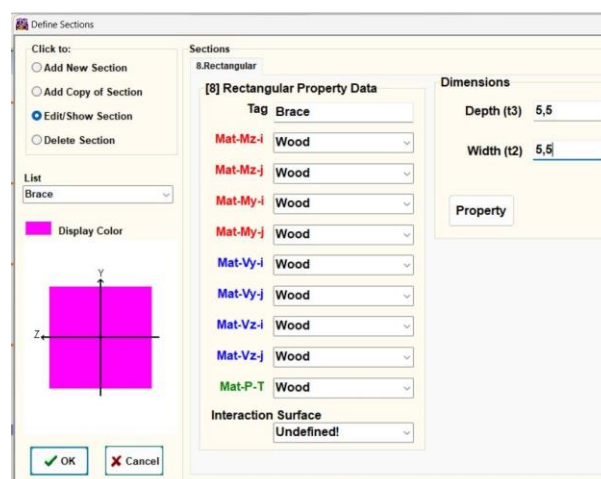 Define Sections
Click to:
Add New Section
Add Copy of Section
Edit/Show Section
Delete Section
List
Brace
Display Color
Y
Z
OK
Cancel
Sections
8.Rectangular
[8] Rectangular Property Data
Tag Brace
Mat-Mz-i Wood
Mat-Mz-j Wood
Mat-My-i Wood
Mat-My-j Wood
Mat-Vy-i Wood
Mat-Vy-j Wood
Mat-Vz-i Wood
Mat-Vz-j Wood
Mat-P-T Wood
Interaction Surface
Undefined!
Dimensions
Depth (t3) 5,5
Width (t2) 5,5
Property